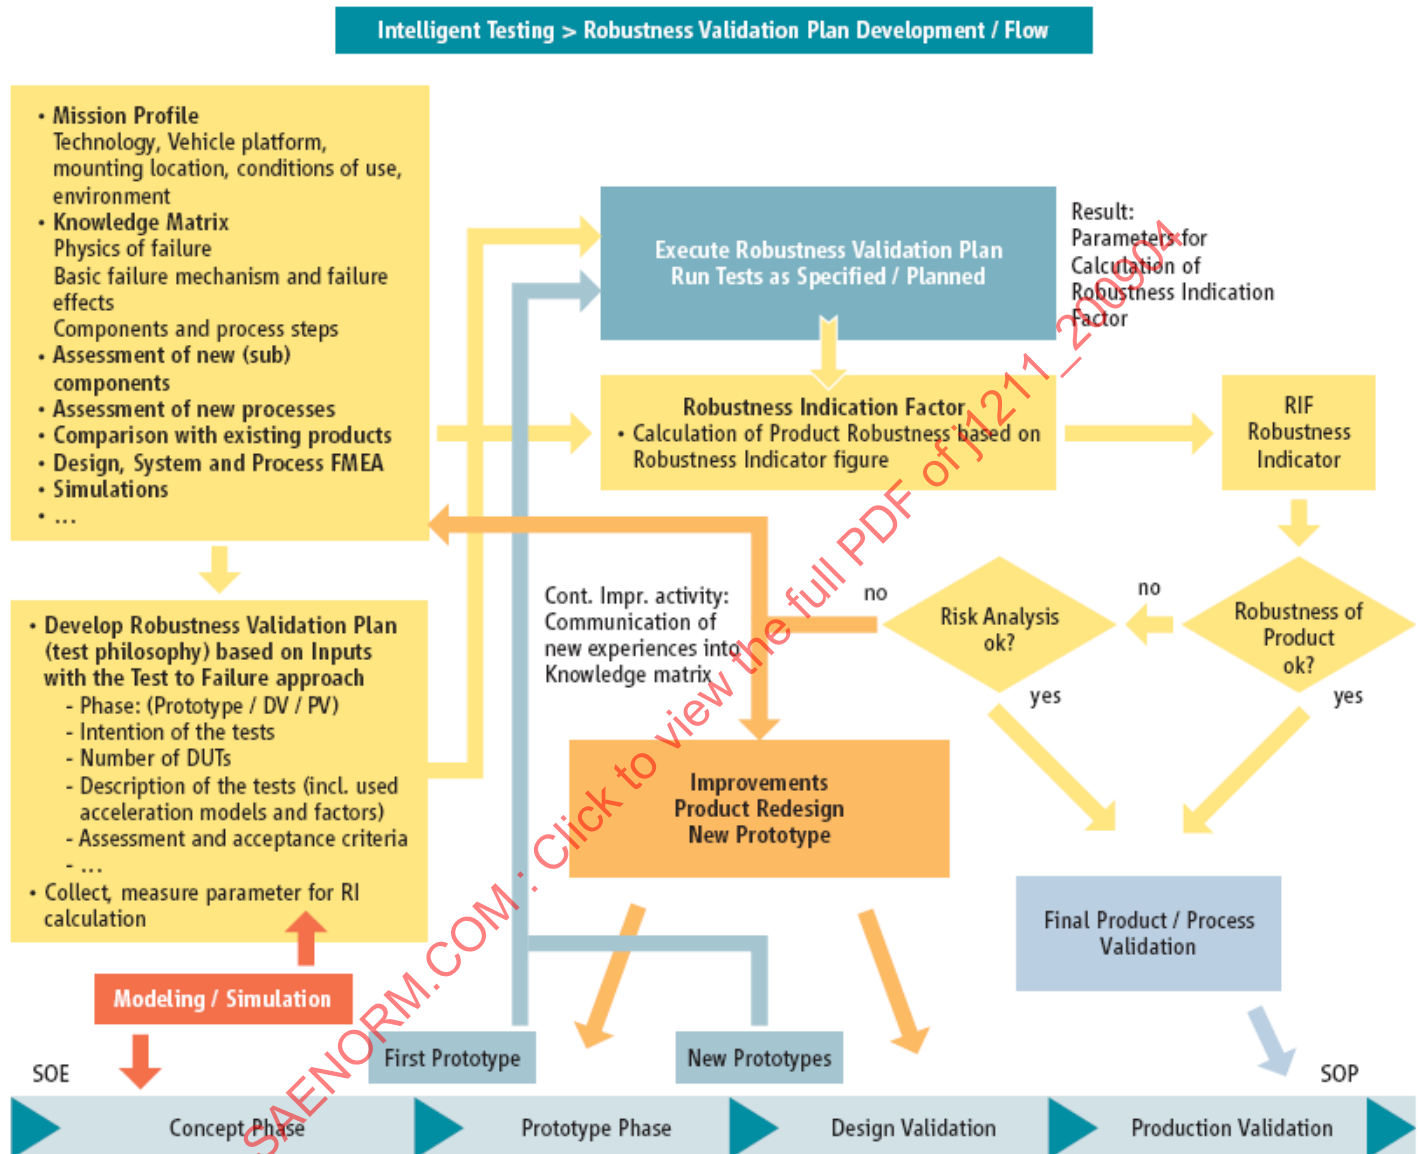 Intelligent Testing > Robustness Validation Plan Development / Flow
• Mission Profile
Technology, Vehicle platform,
mounting location, conditions of use,
environment
• Knowledge Matrix
Physics of failure
Basic failure mechanism and failure
effects
Components and process steps
• Assessment of new (sub)
components
• Assessment of new processes
• Comparison with existing products
• Design, System and Process FMEA
• Simulations
• ...
Execute Robustness Validation Plan
Run Tests as Specified / Planned
Result:
Parameters for
Calculation of
Robustness Indication
Factor
Robustness Indication Factor
• Calculation of Product Robustness based on
Robustness Indicator figure
RIF
Robustness
Indicator
• Develop Robustness Validation Plan
(test philosophy) based on Inputs
with the Test to Failure approach
- Phase: (Prototype / DV / PV)
- Intention of the tests
- Number of DUTs
- Description of the tests (incl. used
acceleration models and factors)
- Assessment and acceptance criteria
- ...
• Collect, measure parameter for RI
calculation
Cont. Impr. activity:
Communication of
new experiences into
Knowledge matrix
no
Risk Analysis
ok?
yes
no
Robustness of
Product
ok?
yes
Improvements
Product Redesign
New Prototype
Final Product / Process
Validation
Modeling / Simulation
First Prototype
New Prototypes
SOE
SOP
Concept Phase
Prototype Phase
Design Validation
Production Validation
SAENORM.COM : Click to view the full PDF of j1211_200904